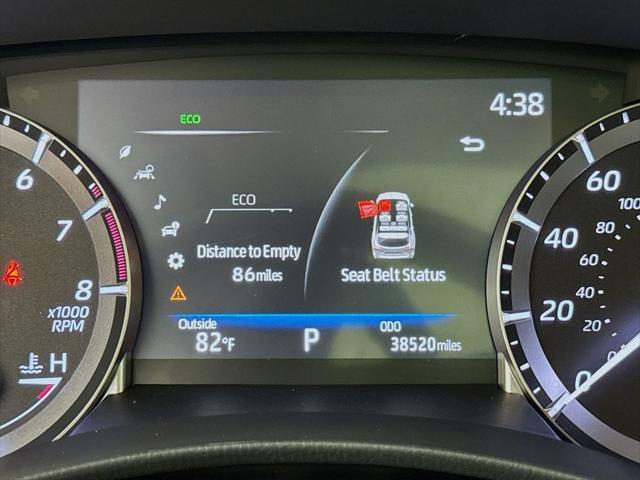 4:38
ECO
ECO
Distance to Empty
86 miles
Seat Belt Status
Outside
82°F
P
ODO
38520 miles
6
7
8
x1000
RPM
H
60
40
20
0
100
80
60
40
20